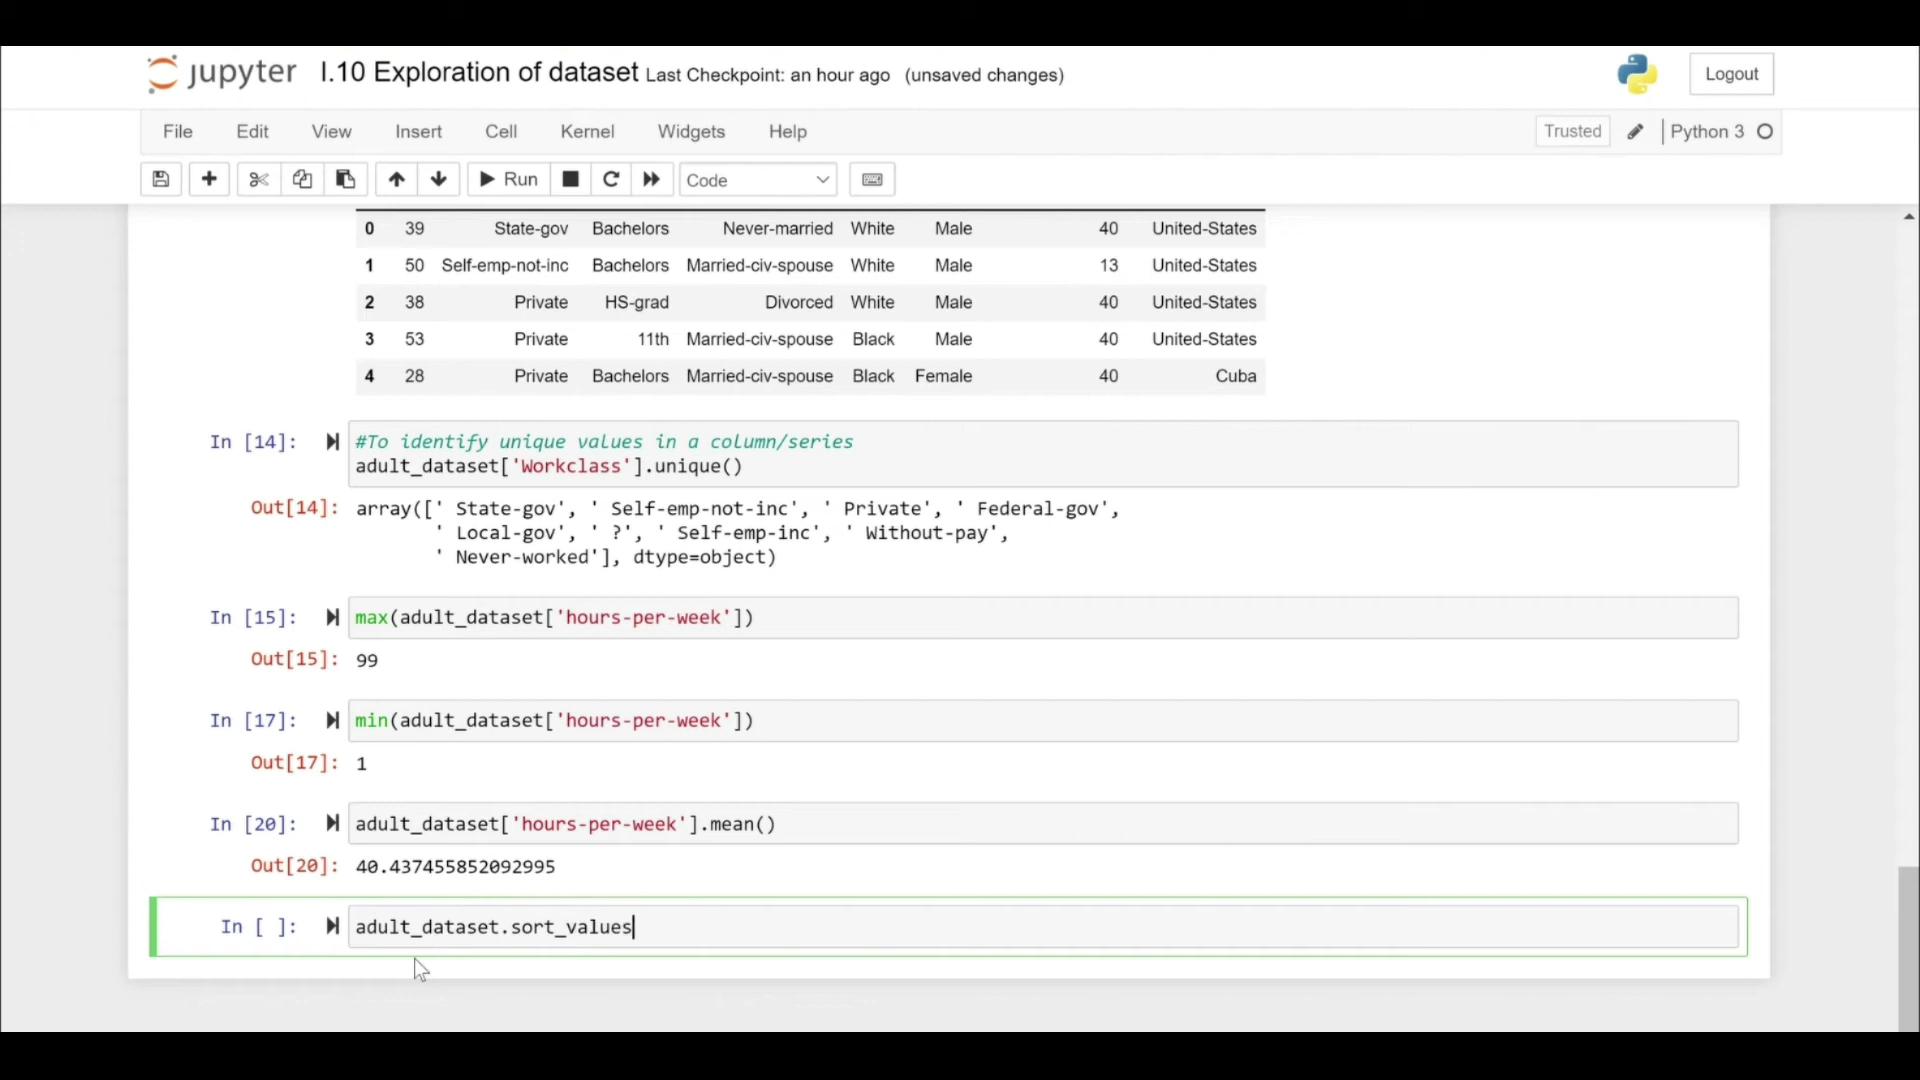 jupyter I.10 Exploration of dataset Last Checkpoint: an hour ago (unsaved changes) Logout
File Edit View Insert Cell Kernel Widgets Help Trusted Python 3
Run Code
0 39 State-gov Bachelors Never-married White Male 40 United-States
1 50 Self-emp-not-inc Bachelors Married-civ-spouse White Male 13 United-States
2 38 Private HS-grad Divorced White Male 40 United-States
3 53 Private 11th Married-civ-spouse Black Male 40 United-States
4 28 Private Bachelors Married-civ-spouse Black Female 40 Cuba
In [14]: #To identify unique values in a column/series
adult_dataset['Workclass'].unique()
Out[14]: array([' State-gov', ' Self-emp-not-inc', ' Private', ' Federal-gov',
' Local-gov', ' ?', ' Self-emp-inc', ' Without-pay',
' Never-worked'], dtype=object)
In [15]: max(adult_dataset['hours-per-week'])
Out[15]: 99
In [17]: min(adult_dataset['hours-per-week'])
Out[17]: 1
In [20]: adult_dataset['hours-per-week'].mean()
Out[20]: 40.437455852092995
In [ ]: adult_dataset.sort_values